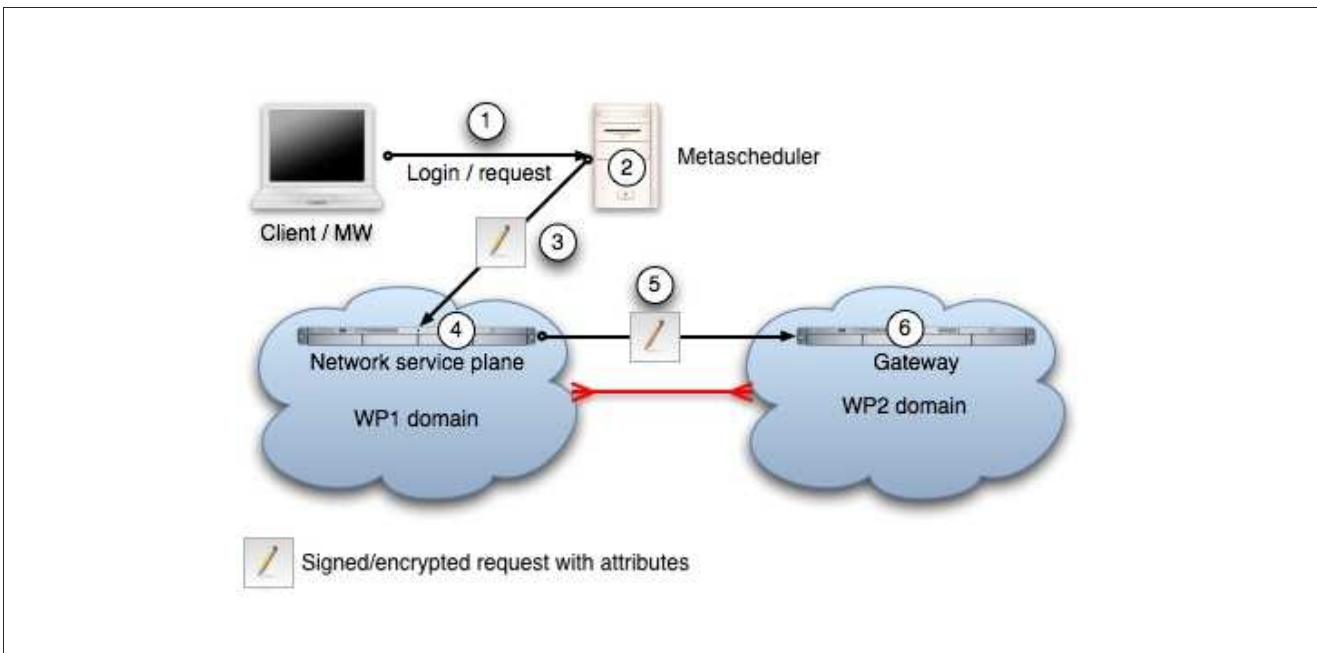 1
Login / request
2
Metascheduler
Client / MW
3
5
4
Network service plane
WP1 domain
6
Gateway
WP2 domain
Signed/encrypted request with attributes